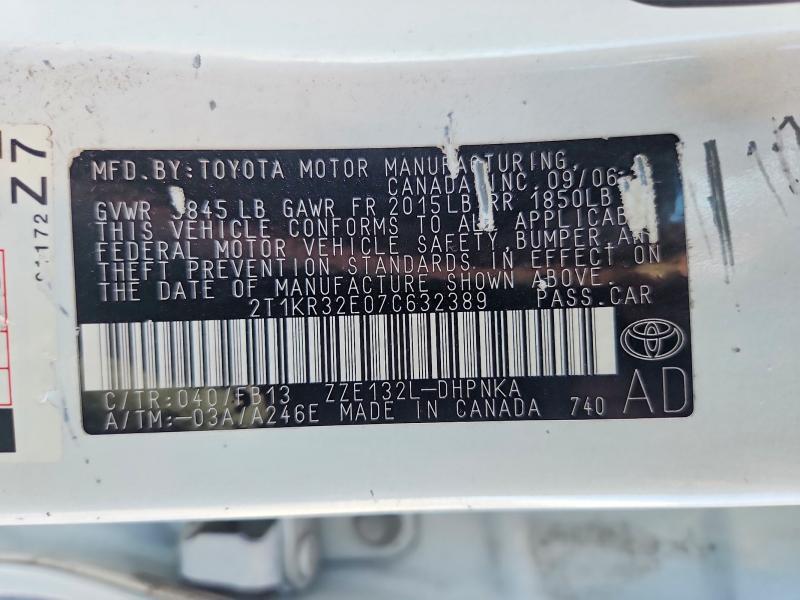 MFD. BY: TOYOTA MOTOR MANUFACTURING,
CANADA INC. 09/06
GVWR 3845 LB GAWR FR 2015LB RR 1850LB
THIS VEHICLE CONFORMS TO ALL APPLICABLE
FEDERAL MOTOR VEHICLE SAFETY, BUMPER, AND
THEFT PREVENTION STANDARDS IN EFFECT ON
THE DATE OF MANUFACTURE SHOWN ABOVE.
2T1KR32E07C632389 PASS. CAR
C/TR: 040/FB13 ZZE132L-DHPNKA
A/TM: -03A/A246E MADE IN CANADA 740
AD
Z7